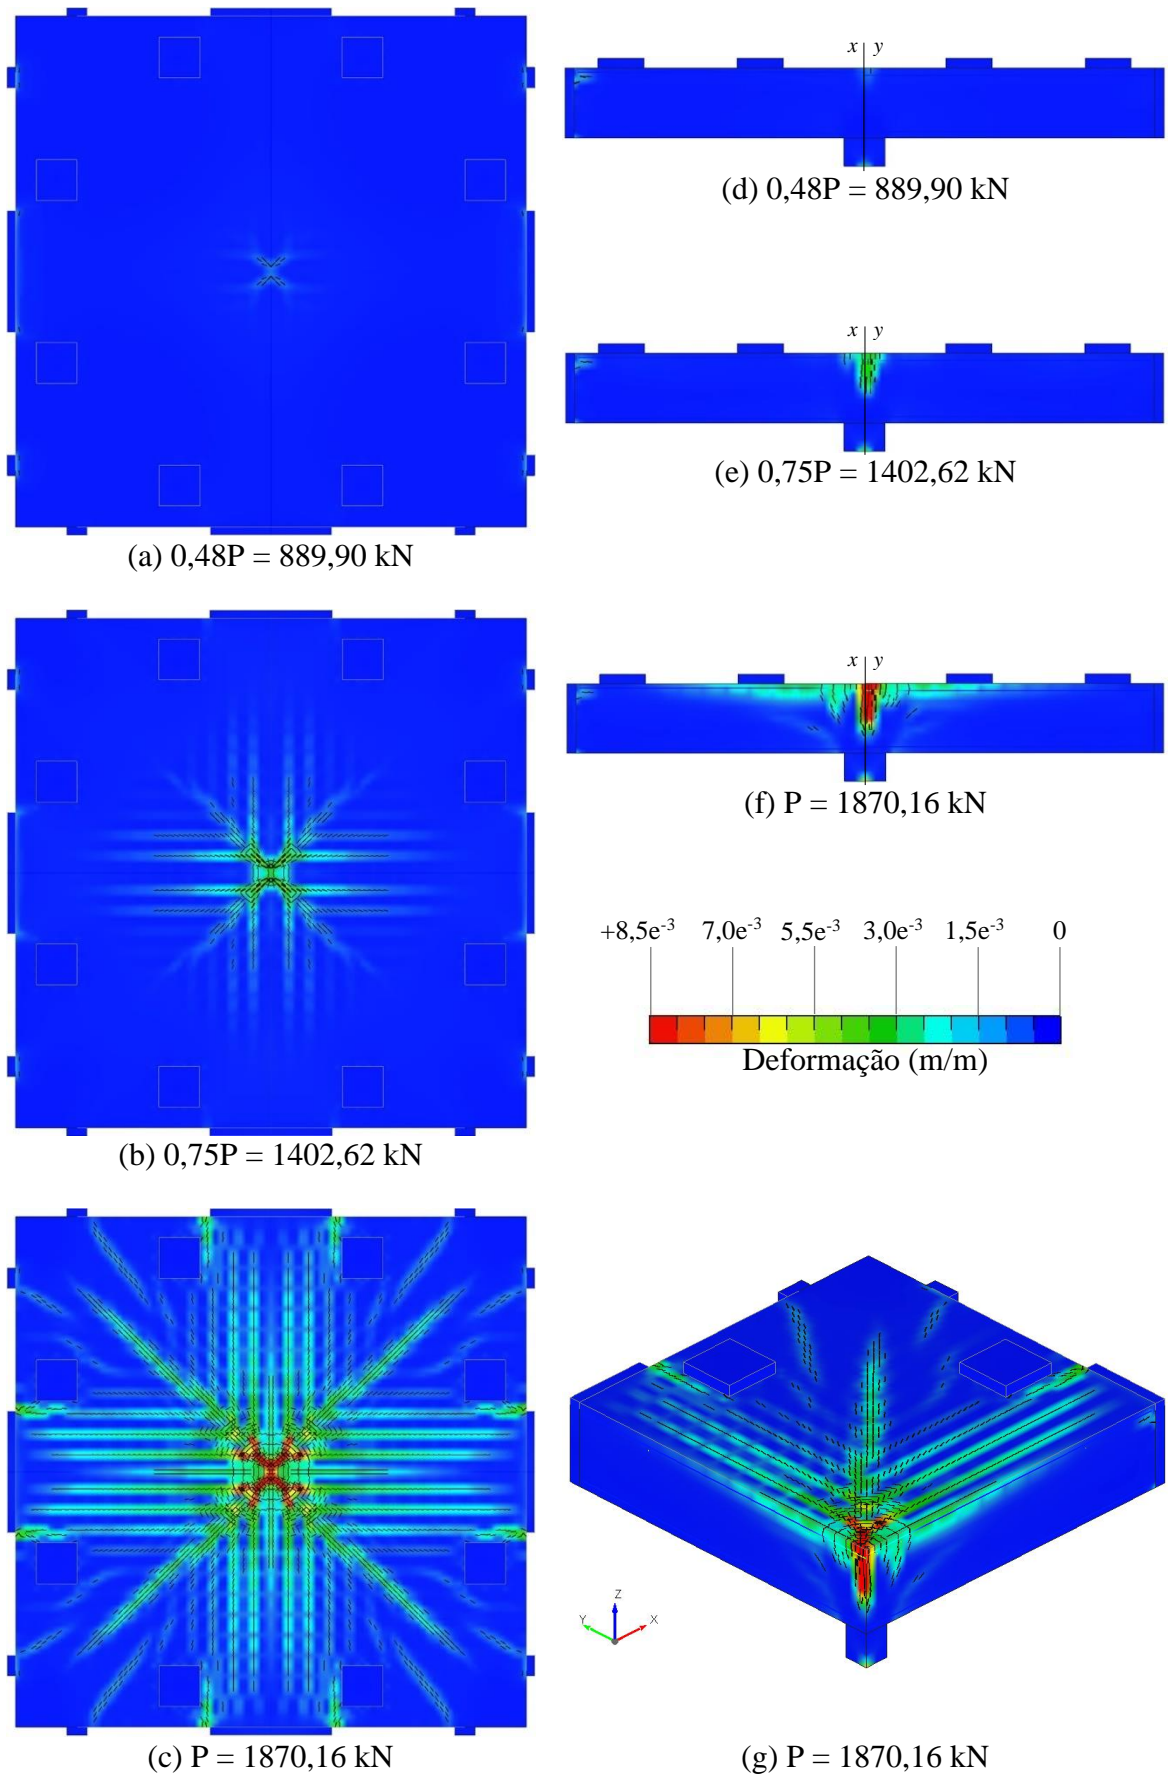 x y
(d) 0,48P = 889,90 kN
x y
(e) 0,75P = 1402,62 kN
(a) 0,48P = 889,90 kN
x y
(f) P = 1870,16 kN
+8,5e-3 7,0e-3 5,5e-3 3,0e-3 1,5e-3 0
Deformação (m/m)
(b) 0,75P = 1402,62 kN
Z
Y X
(c) P = 1870,16 kN
(g) P = 1870,16 kN